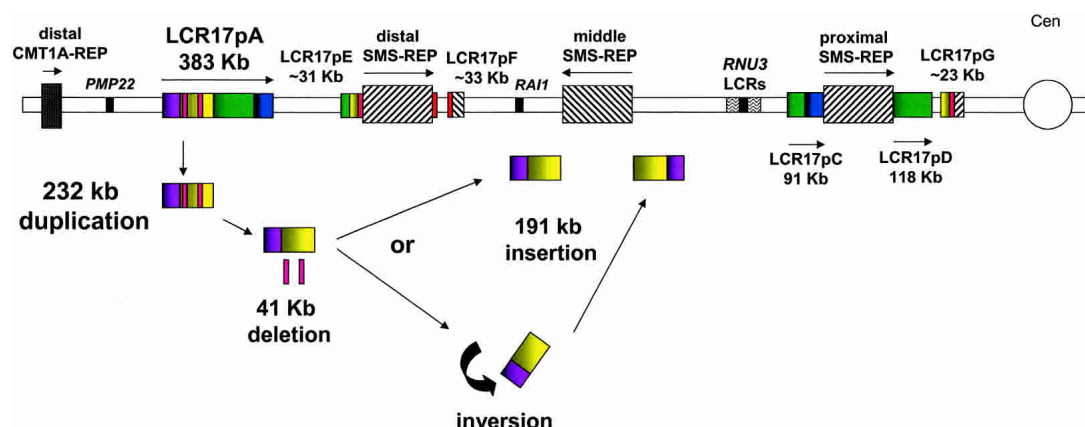 distal
CMT1A-REP
PMP22
LCR17pA
383 Kb
LCR17pE
~31 Kb
distal
SMS-REP
LCR17pF
~33 Kb
RAI1
middle
SMS-REP
RNU3
LCRs
proximal
SMS-REP
LCR17pG
~23 Kb
Cen
LCR17pC
91 Kb
LCR17pD
118 Kb
232 kb
duplication
41 Kb
deletion
or
191 kb
insertion
inversion